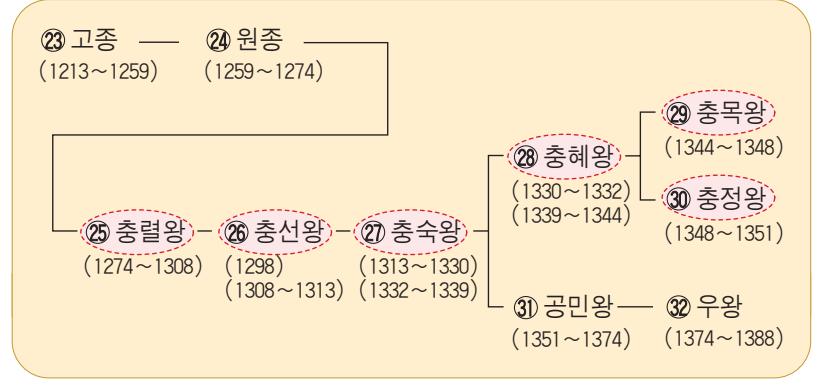 ㉓ 고종
(1213～1259)
㉔ 원종
(1259～1274)
㉕ 충렬왕
(1274～1308)
㉖ 충선왕
(1298)
(1308～1313)
㉗ 충숙왕
(1313～1330)
(1332～1339)
㉘ 충혜왕
(1330～1332)
(1339～1344)
㉙ 충목왕
(1344～1348)
㉚ 충정왕
(1348～1351)
㉛ 공민왕
(1351～1374)
㉜ 우왕
(1374～1388)